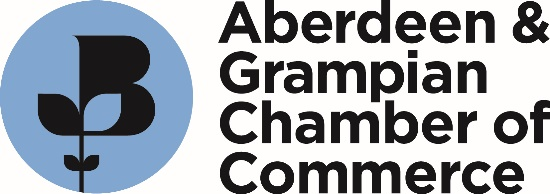 B
Aberdeen &
Grampian
Chamber of
Commerce